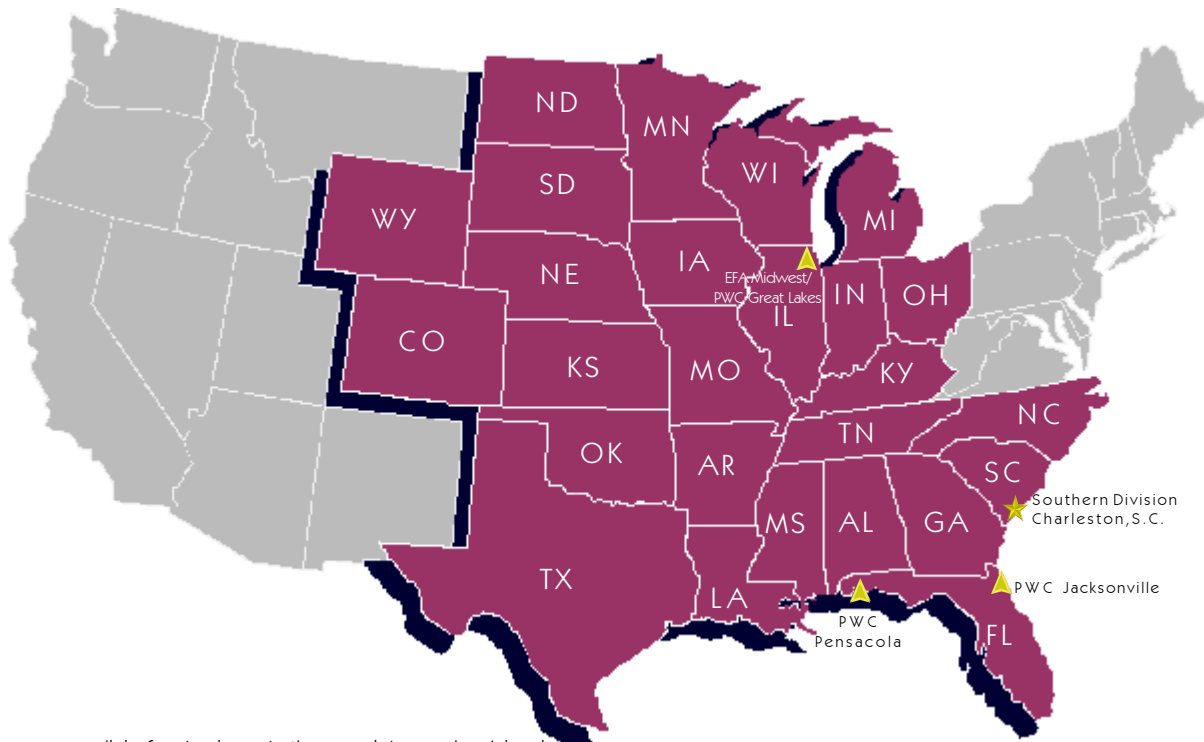 ND
MN
WI
SD
MI
WY
IA
NE
EFA Midwest/
PWC Great Lakes
IN
OH
IL
CO
KS
MO
KY
NC
TN
OK
AR
SC
Southern Division
Charleston, S.C.
MS
AL
GA
TX
PWC Jacksonville
LA
PWC
Pensacola
FL